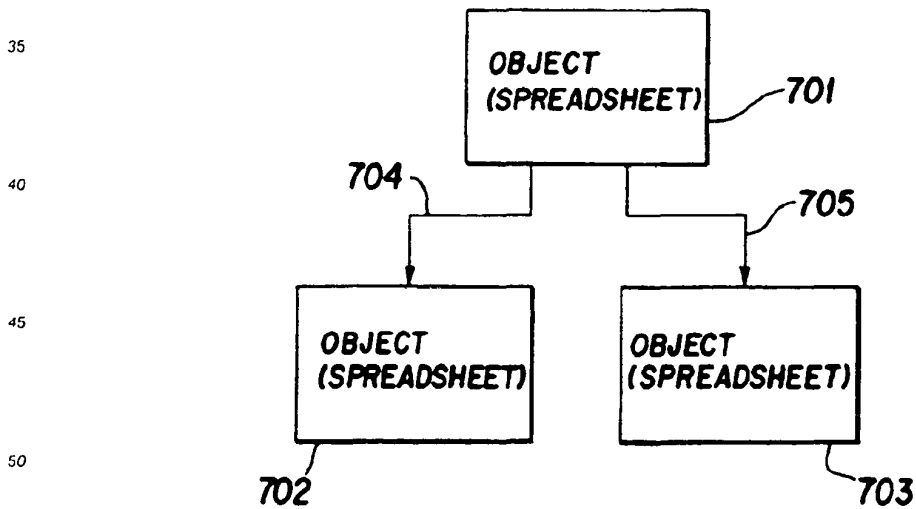 35
OBJECT
(SPREADSHEET)
701
40
704
705
45
OBJECT
(SPREADSHEET)
OBJECT
(SPREADSHEET)
50
702
703